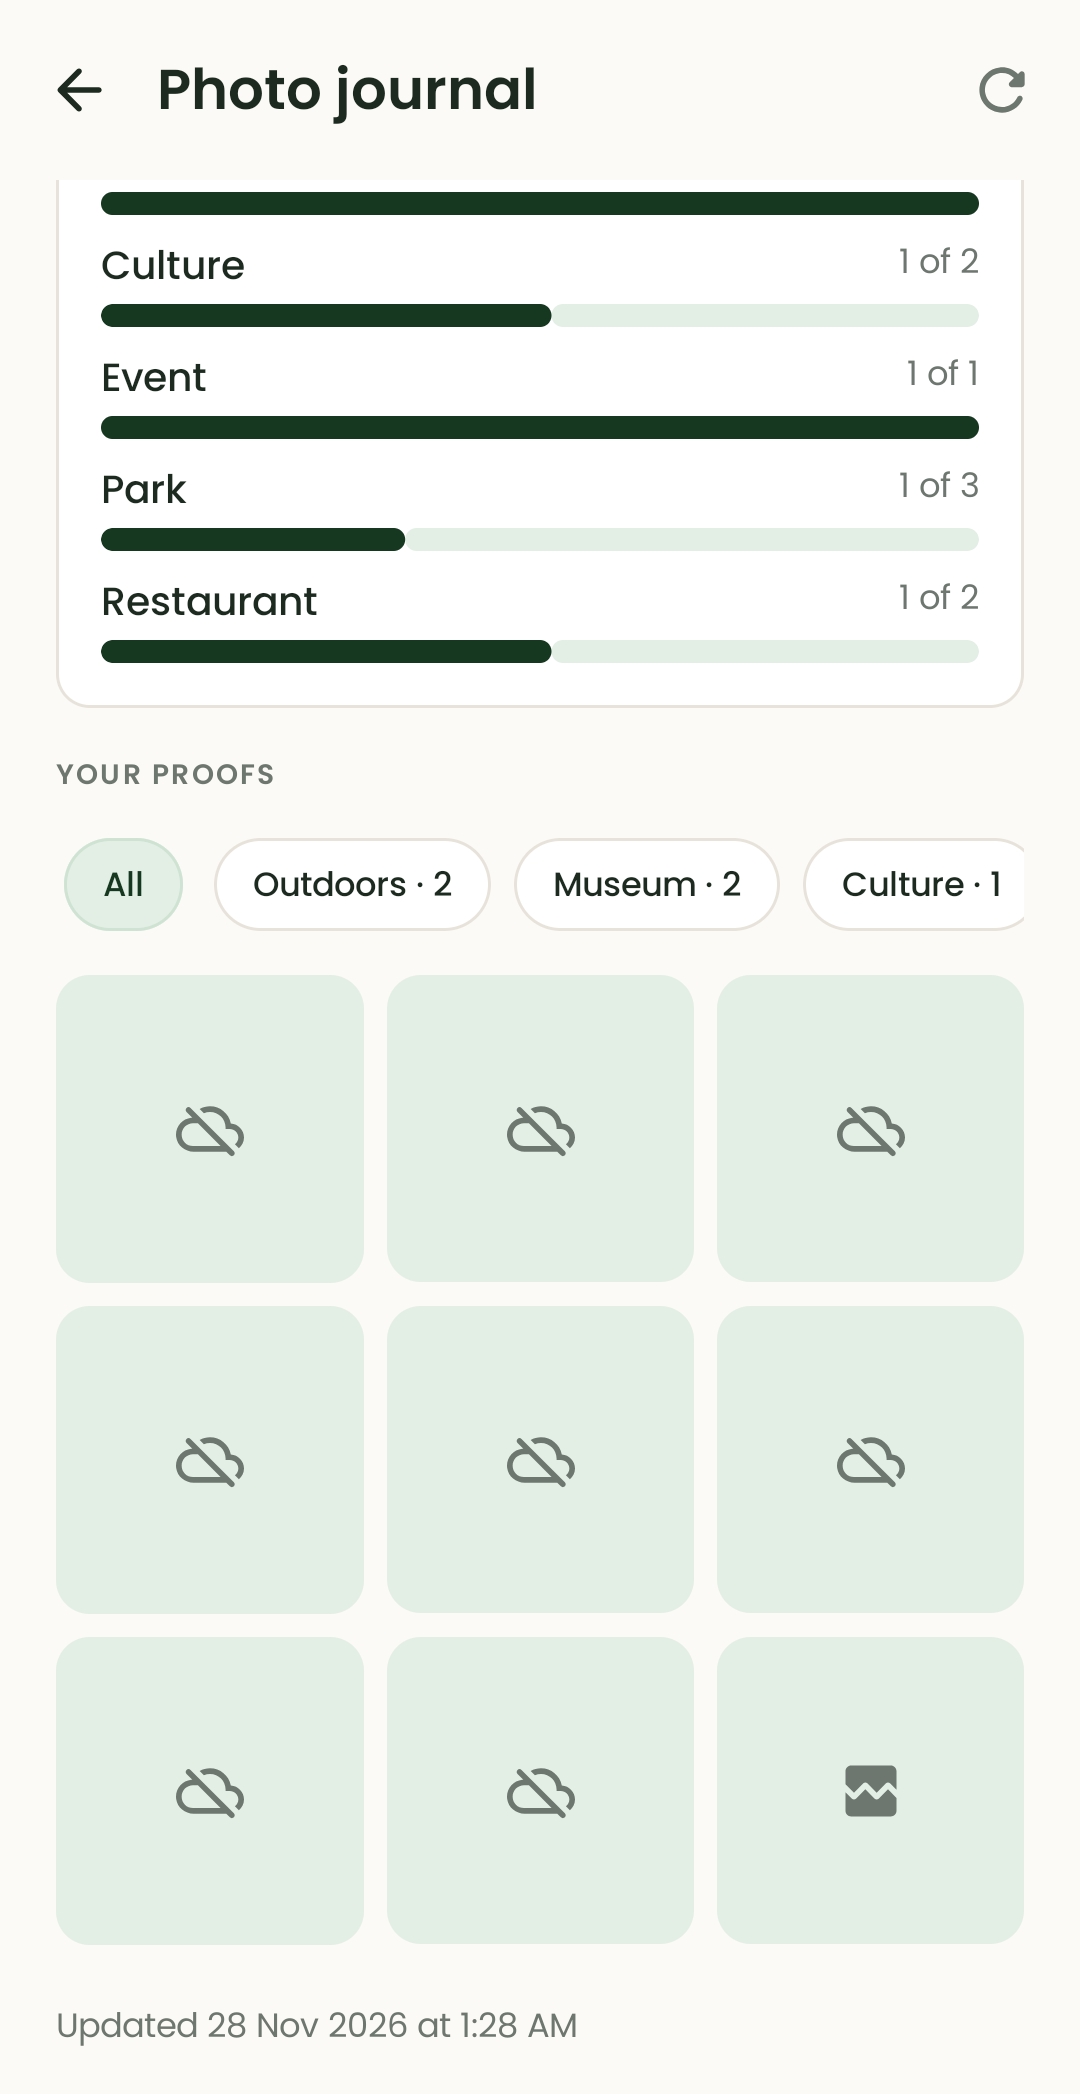 Photo journal
Culture 1 of 2
Event 1 of 1
Park 1 of 3
Restaurant 1 of 2
YOUR PROOFS
All Outdoors · 2 Museum · 2 Culture · 1
Updated 28 Nov 2026 at 1:28 AM